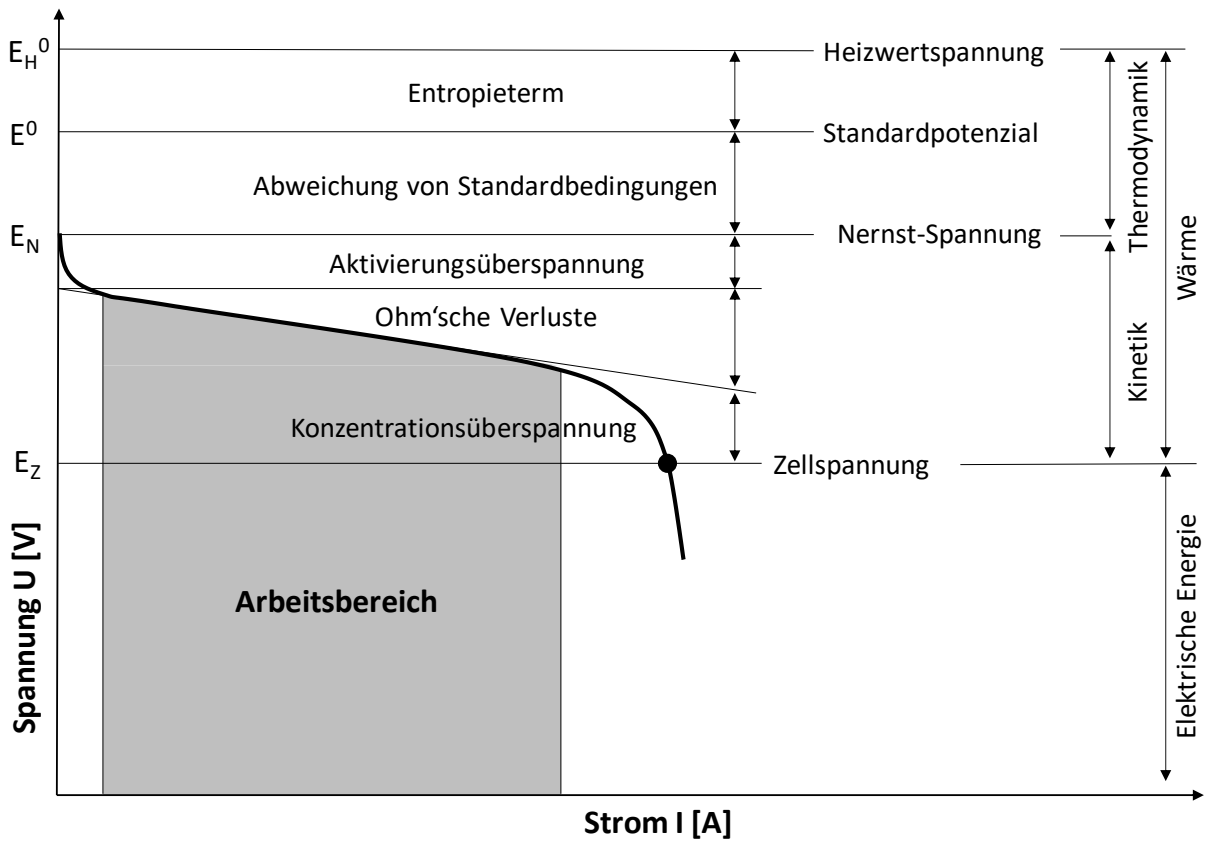 E_H^0
Heizwertspannung
Entropieterm
E^0
Standardpotenzial
Abweichung von Standardbedingungen
E_N
Nernst-Spannung
Aktivierungsüberspannung
Ohm‘sche Verluste
Konzentrationsüberspannung
E_Z
Zellspannung
Thermodynamik
Kinetik
Wärme
Elektrische Energie
Spannung U [V]
Arbeitsbereich
Strom I [A]